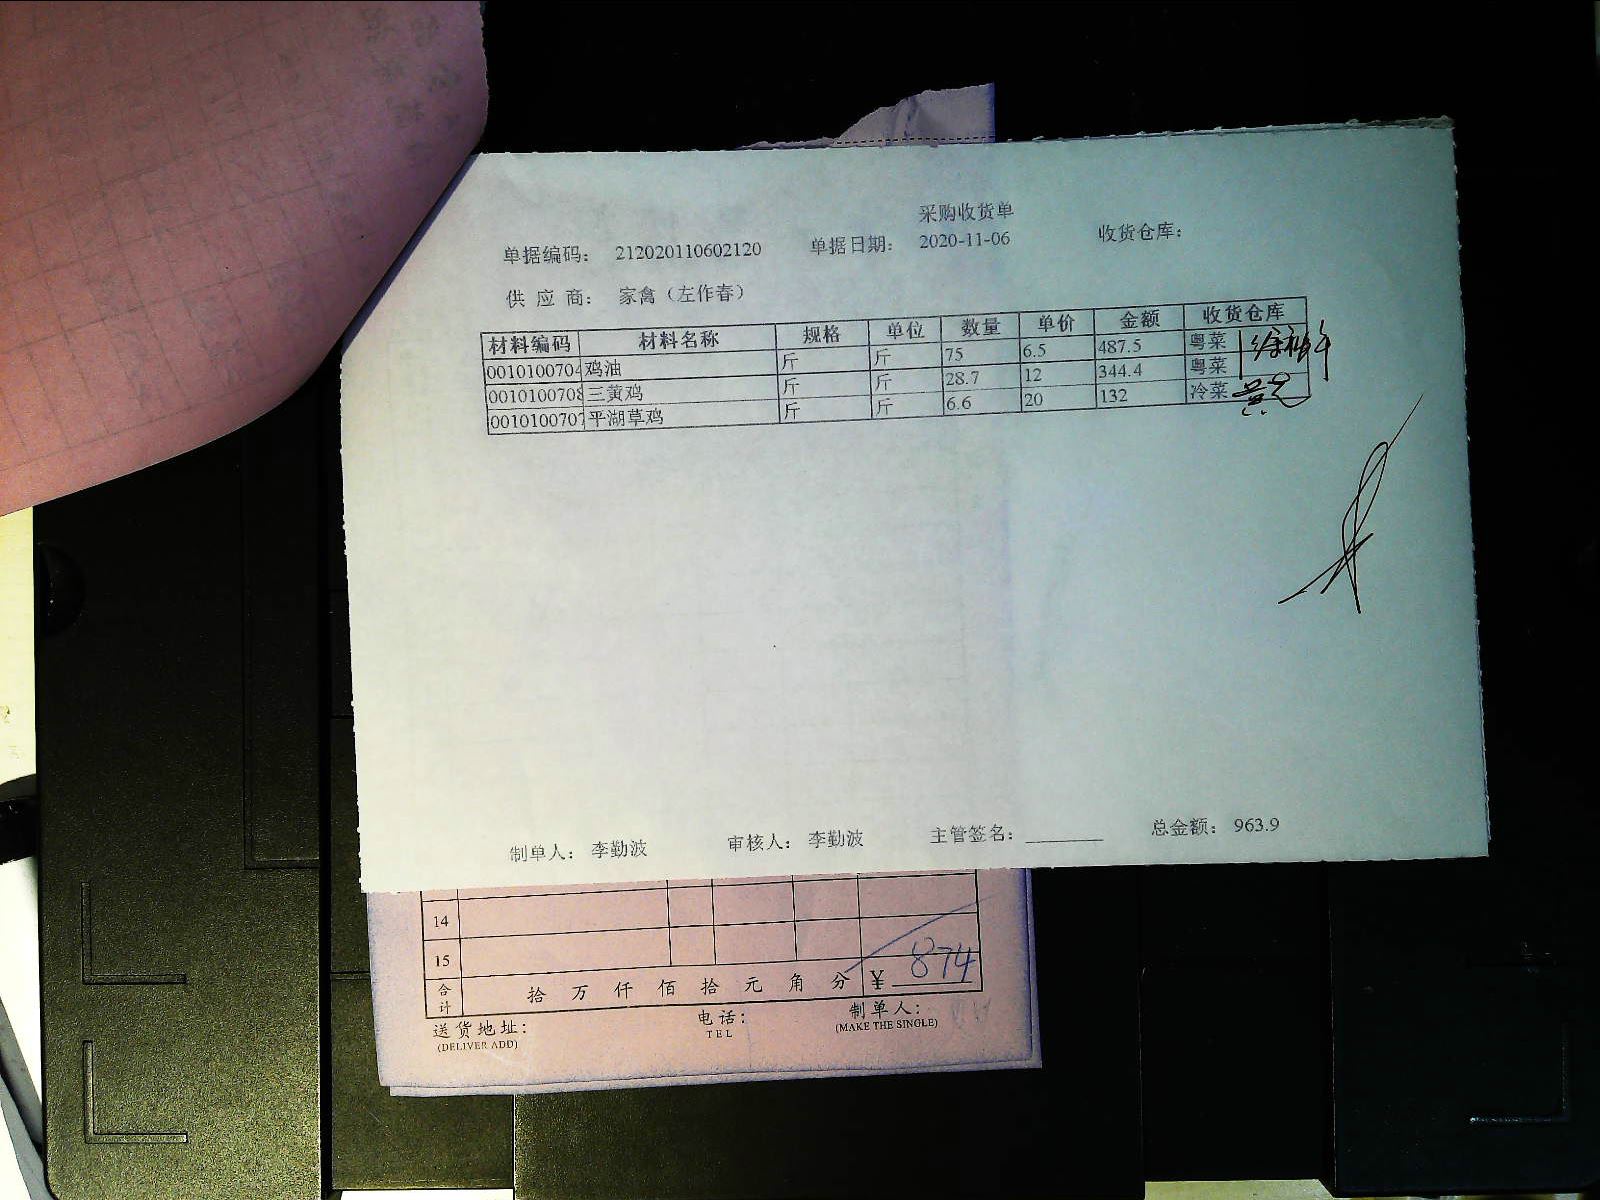 采购收货单
单据编码： 212020110602120 单据日期： 2020-11-06 收货仓库：
供 应 商： 家禽（左作春）
材料编码 材料名称 规格 单位 数量 单价 金额 收货仓库
0010100704 鸡油 斤 斤 75 6.5 487.5 粤菜
0010100708 三黄鸡 斤 斤 28.7 12 344.4 粤菜
0010100707 平湖草鸡 斤 斤 6.6 20 132 冷菜
制单人： 李勤波 审核人： 李勤波 主管签名： 总金额： 963.9
14
15
合计 拾 万 仟 佰 拾 元 角 分 ¥ 874
送货地址： 电话： 制单人：
(DELIVER ADD) TEL (MAKE THE SINGLE)